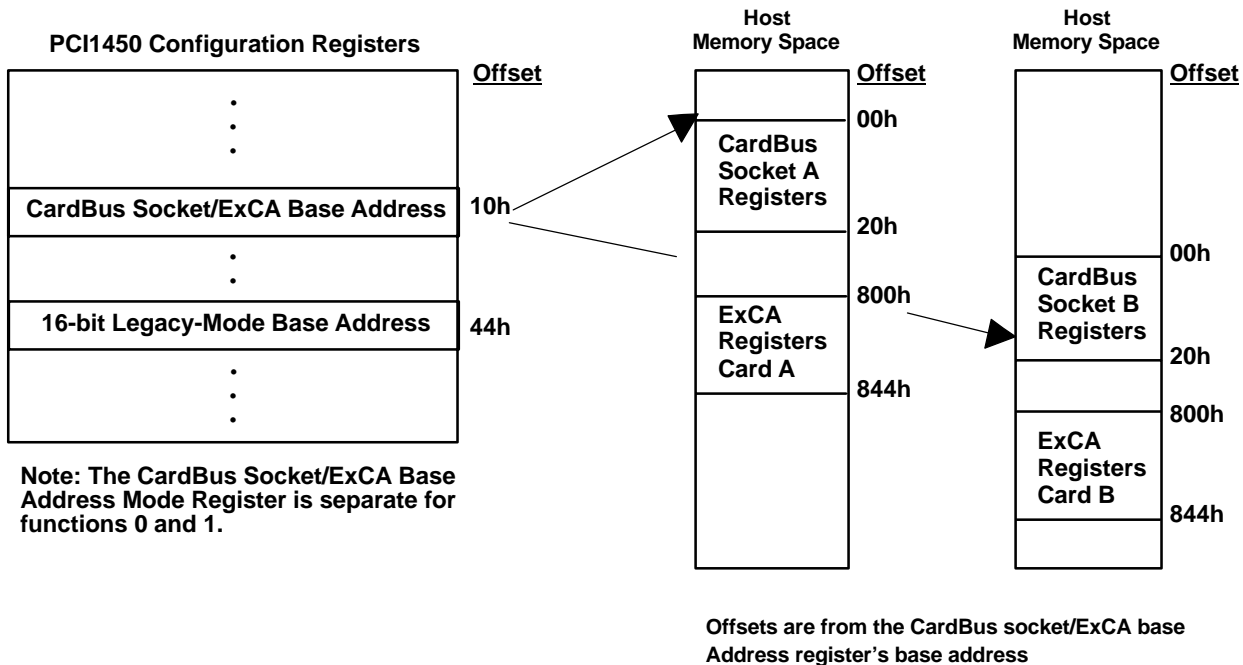 PCI1450 Configuration Registers
Offset
CardBus Socket/ExCA Base Address
10h
16-bit Legacy-Mode Base Address
44h
Note: The CardBus Socket/ExCA Base
Address Mode Register is separate for
functions 0 and 1.
Host
Memory Space
Offset
00h
CardBus
Socket A
Registers
20h
800h
ExCA
Registers
Card A
844h
Host
Memory Space
Offset
00h
CardBus
Socket B
Registers
20h
800h
ExCA
Registers
Card B
844h
Offsets are from the CardBus socket/ExCA base
Address register's base address